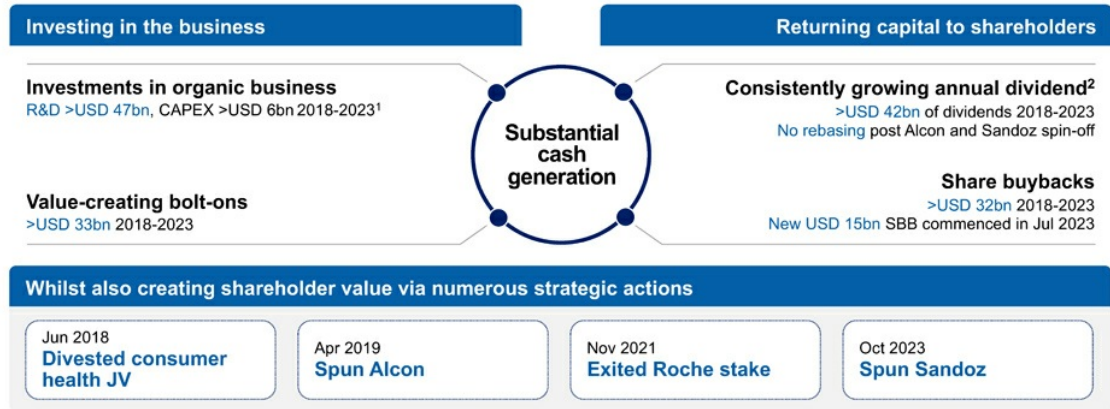 Investing in the business
Returning capital to shareholders
Investments in organic business
R&D >USD 47bn, CAPEX >USD 6bn 2018-2023¹
Value-creating bolt-ons
>USD 33bn 2018-2023
Substantial
cash
generation
Consistently growing annual dividend²
>USD 42bn of dividends 2018-2023
No rebasing post Alcon and Sandoz spin-off
Share buybacks
>USD 32bn 2018-2023
New USD 15bn SBB commenced in Jul 2023
Whilst also creating shareholder value via numerous strategic actions
Jun 2018
Divested consumer
health JV
Apr 2019
Spun Alcon
Nov 2021
Exited Roche stake
Oct 2023
Spun Sandoz